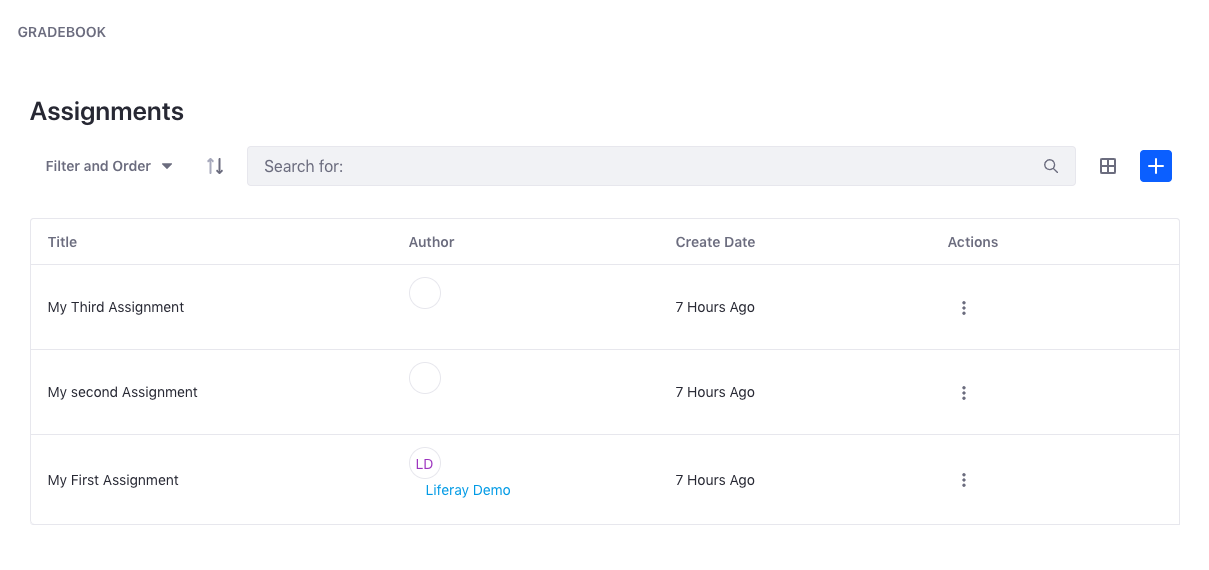 GRADEBOOK
Assignments
Filter and Order
Search for:
Title Author Create Date Actions
My Third Assignment 7 Hours Ago
My second Assignment 7 Hours Ago
My First Assignment LD Liferay Demo 7 Hours Ago